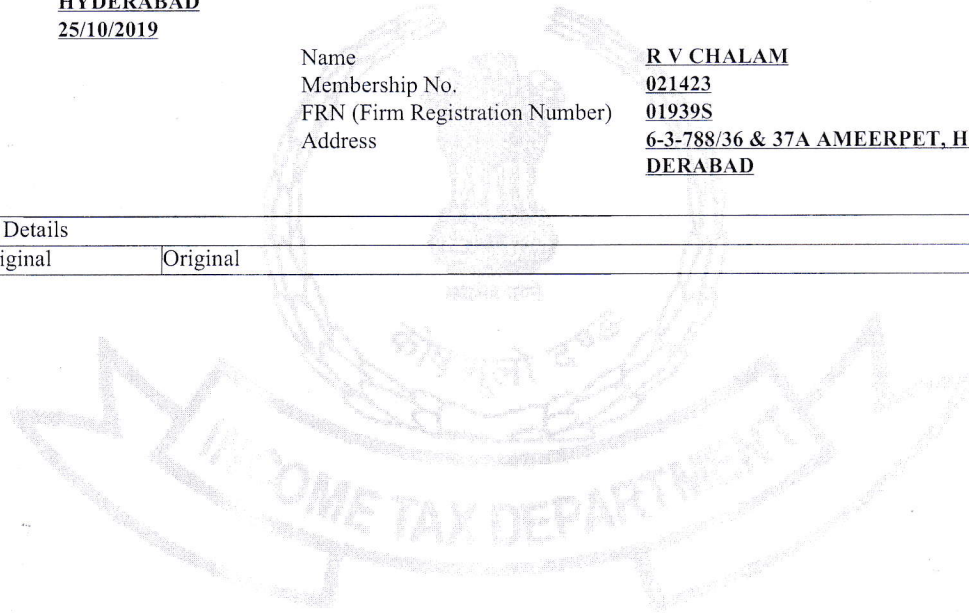 HYDERABAD
25/10/2019
Name R V CHALAM
Membership No. 021423
FRN (Firm Registration Number) 01939S
Address 6-3-788/36 & 37A AMEERPET, H
DERABAD
Details
iginal Original
कोष मूलो दण्ड
INCOME TAX DEPARTMENT